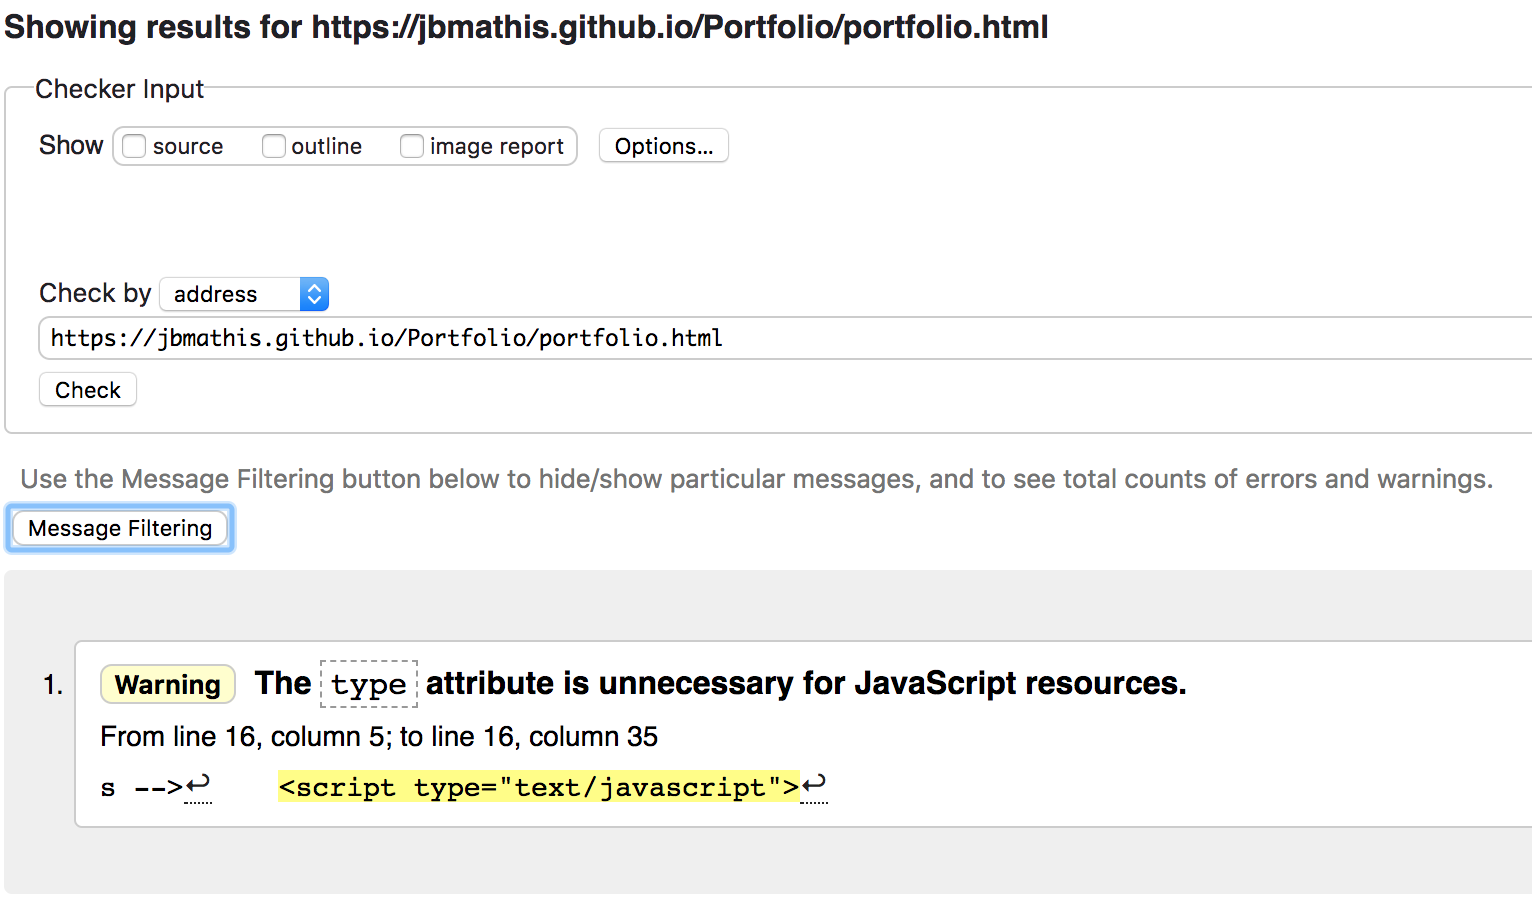 Showing results for https://jbmathis.github.io/Portfolio/portfolio.html
Checker Input
Show source outline image report Options...
Check by address
https://jbmathis.github.io/Portfolio/portfolio.html
Check
Use the Message Filtering button below to hide/show particular messages, and to see total counts of errors and warnings.
Message Filtering
1. Warning The type attribute is unnecessary for JavaScript resources.
From line 16, column 5; to line 16, column 35
s -->↩ <script type="text/javascript">↩